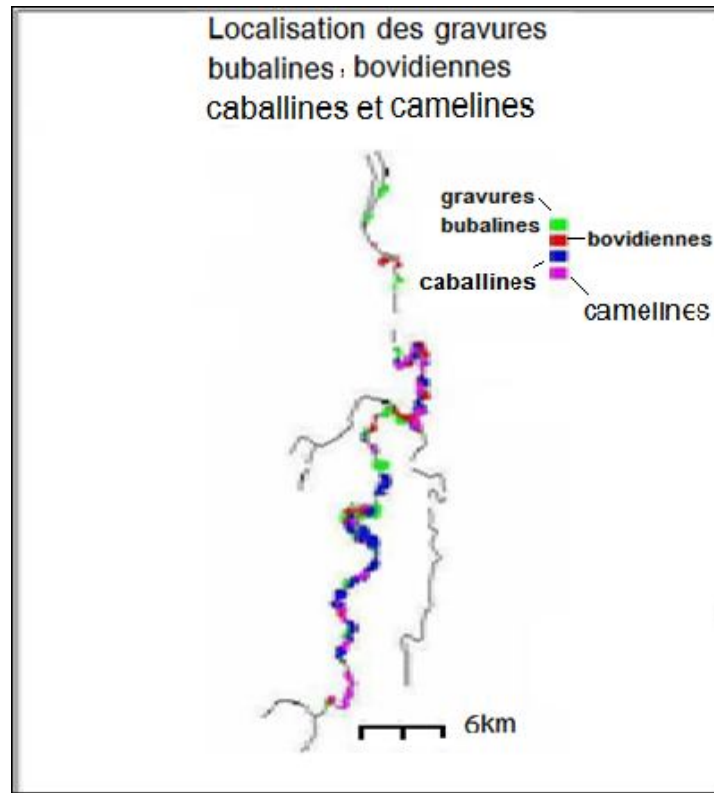 Localisation des gravures
bubalines, bovidiennes
caballines et camelines
gravures
bubalines
bovidiennes
caballines
camelines
6km